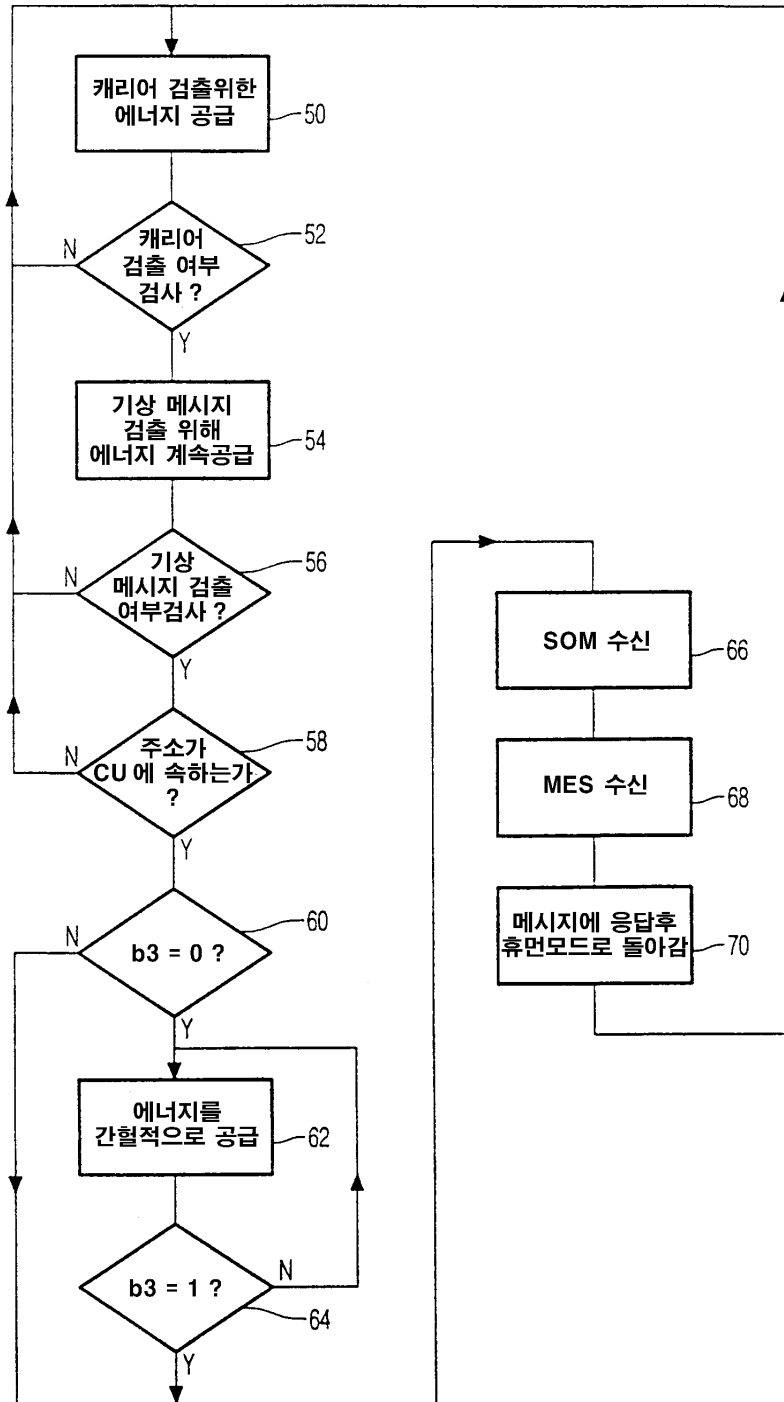 캐리어 검출위한
에너지 공급
50
캐리어
검출 여부
검사 ?
52
N
Y
기상 메시지
검출 위해
에너지 계속공급
54
기상
메시지 검출
여부검사 ?
56
N
Y
주소가
CU 에 속하는가
?
58
N
Y
b3 = 0 ?
60
N
Y
에너지를
간헐적으로 공급
62
b3 = 1 ?
64
N
Y
SOM 수신
66
MES 수신
68
메시지에 응답후
휴먼모드로 돌아감
70